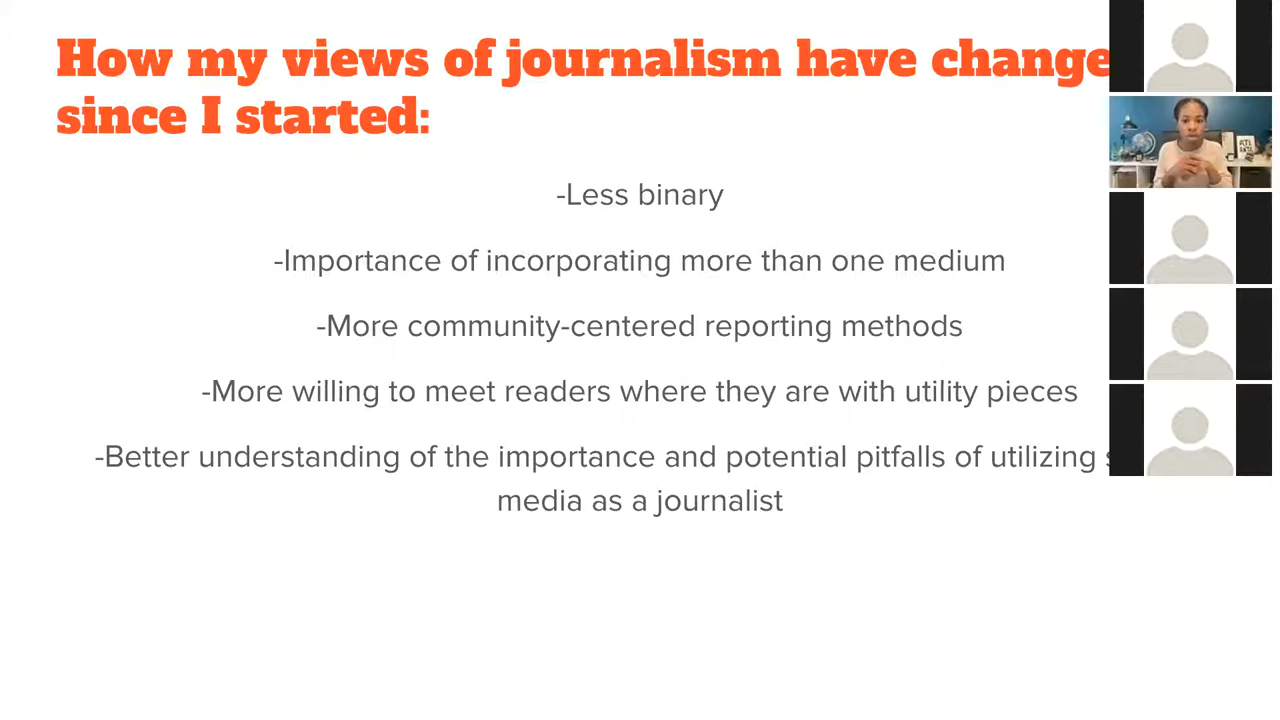 How my views of journalism have change
since I started:
-Less binary
-Importance of incorporating more than one medium
-More community-centered reporting methods
-More willing to meet readers where they are with utility pieces
-Better understanding of the importance and potential pitfalls of utilizing
media as a journalist